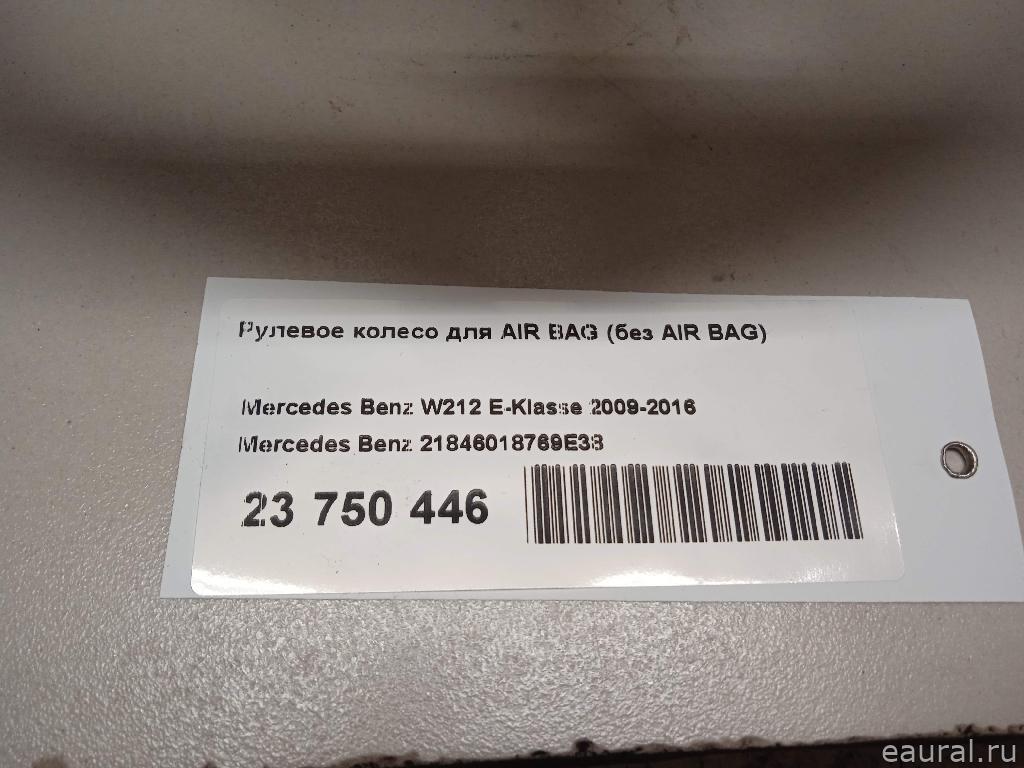 Рулевое колесо для AIR BAG (без AIR BAG)
Mercedes Benz W212 E-Klasse 2009-2016
Mercedes Benz 21846018769E38
23 750 446
eaural.ru